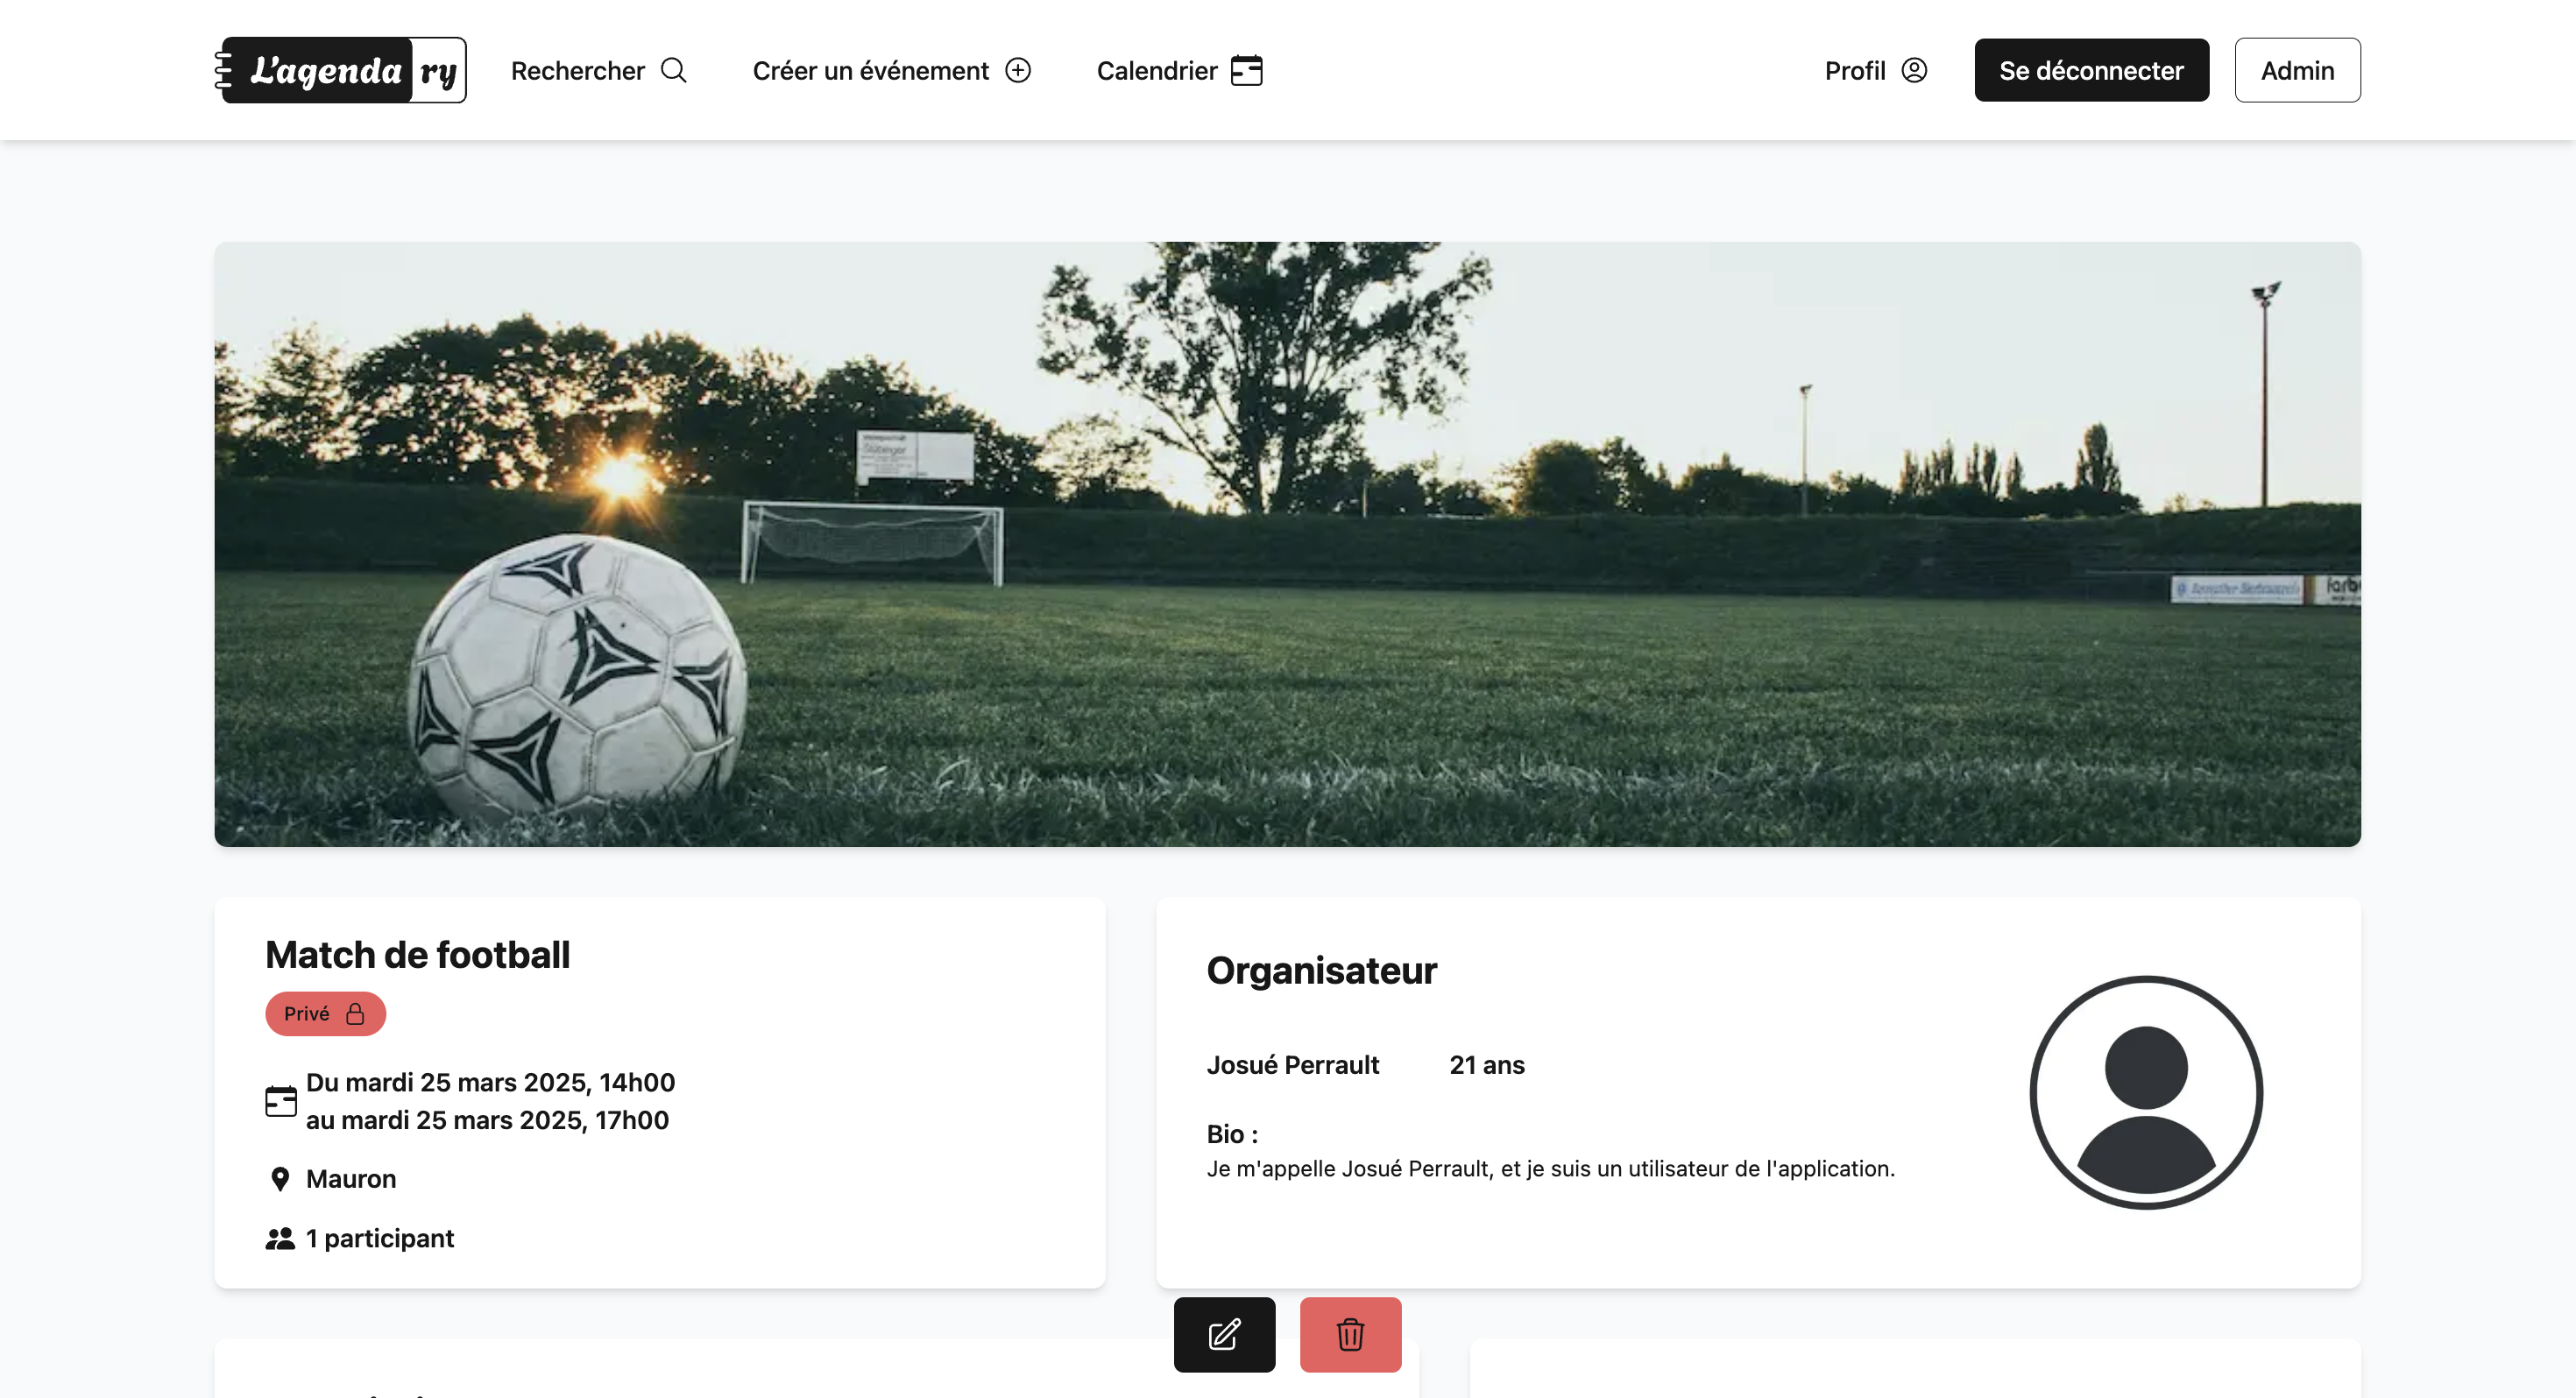 L'agenda ry
Rechercher
Créer un événement
Calendrier
Profil
Se déconnecter
Admin
Match de football
Privé
Du mardi 25 mars 2025, 14h00
au mardi 25 mars 2025, 17h00
Mauron
1 participant
Organisateur
Josué Perrault 21 ans
Bio :
Je m'appelle Josué Perrault, et je suis un utilisateur de l'application.